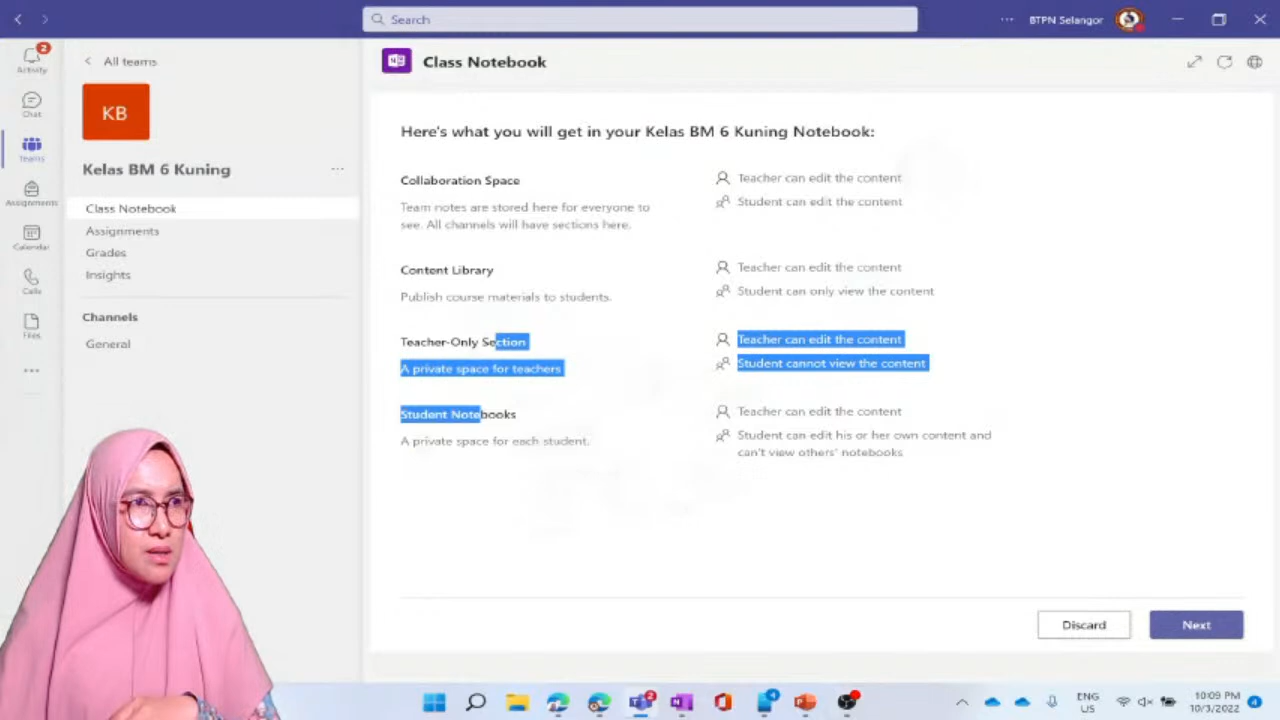 Search
BTPN Selangor
2
Activity
Chat
Teams
Assignments
Calendar
Calls
Files
All teams
KB
Kelas BM 6 Kuning
Class Notebook
Assignments
Grades
Insights
Channels
General
Class Notebook
Here's what you will get in your Kelas BM 6 Kuning Notebook:
Collaboration Space
Team notes are stored here for everyone to
see. All channels will have sections here.
Teacher can edit the content
Student can edit the content
Content Library
Publish course materials to students.
Teacher can edit the content
Student can only view the content
Teacher-Only Section
A private space for teachers
Teacher can edit the content
Student cannot view the content
Student Notebooks
A private space for each student.
Teacher can edit the content
Student can edit his or her own content and
can't view others' notebooks
Discard
Next
2
4
ENG
US
10:09 PM
10/3/2022
4